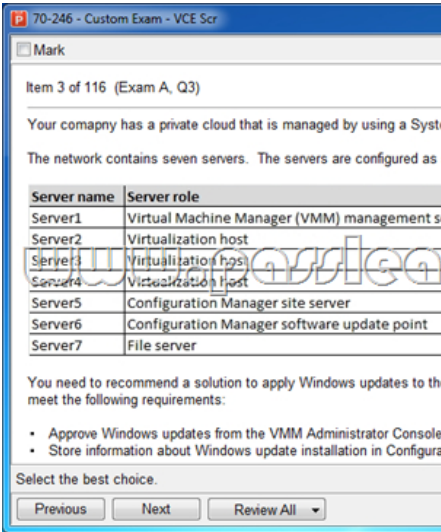 70-246 - Custom Exam - VCE Scr
Mark
Item 3 of 116 (Exam A, Q3)
Your comapny has a private cloud that is managed by using a Syst
The network contains seven servers. The servers are configured as
Server name Server role
Server1 Virtual Machine Manager (VMM) management s
Server2 Virtualization host
Server3 Virtualization host
Server4 Virtualization host
www.passlea
Server5 Configuration Manager site server
Server6 Configuration Manager software update point
Server7 File server
You need to recommend a solution to apply Windows updates to the
meet the following requirements:
• Approve Windows updates from the VMM Administrator Console
• Store information about Windows update installation in Configura
Select the best choice.
Previous Next Review All